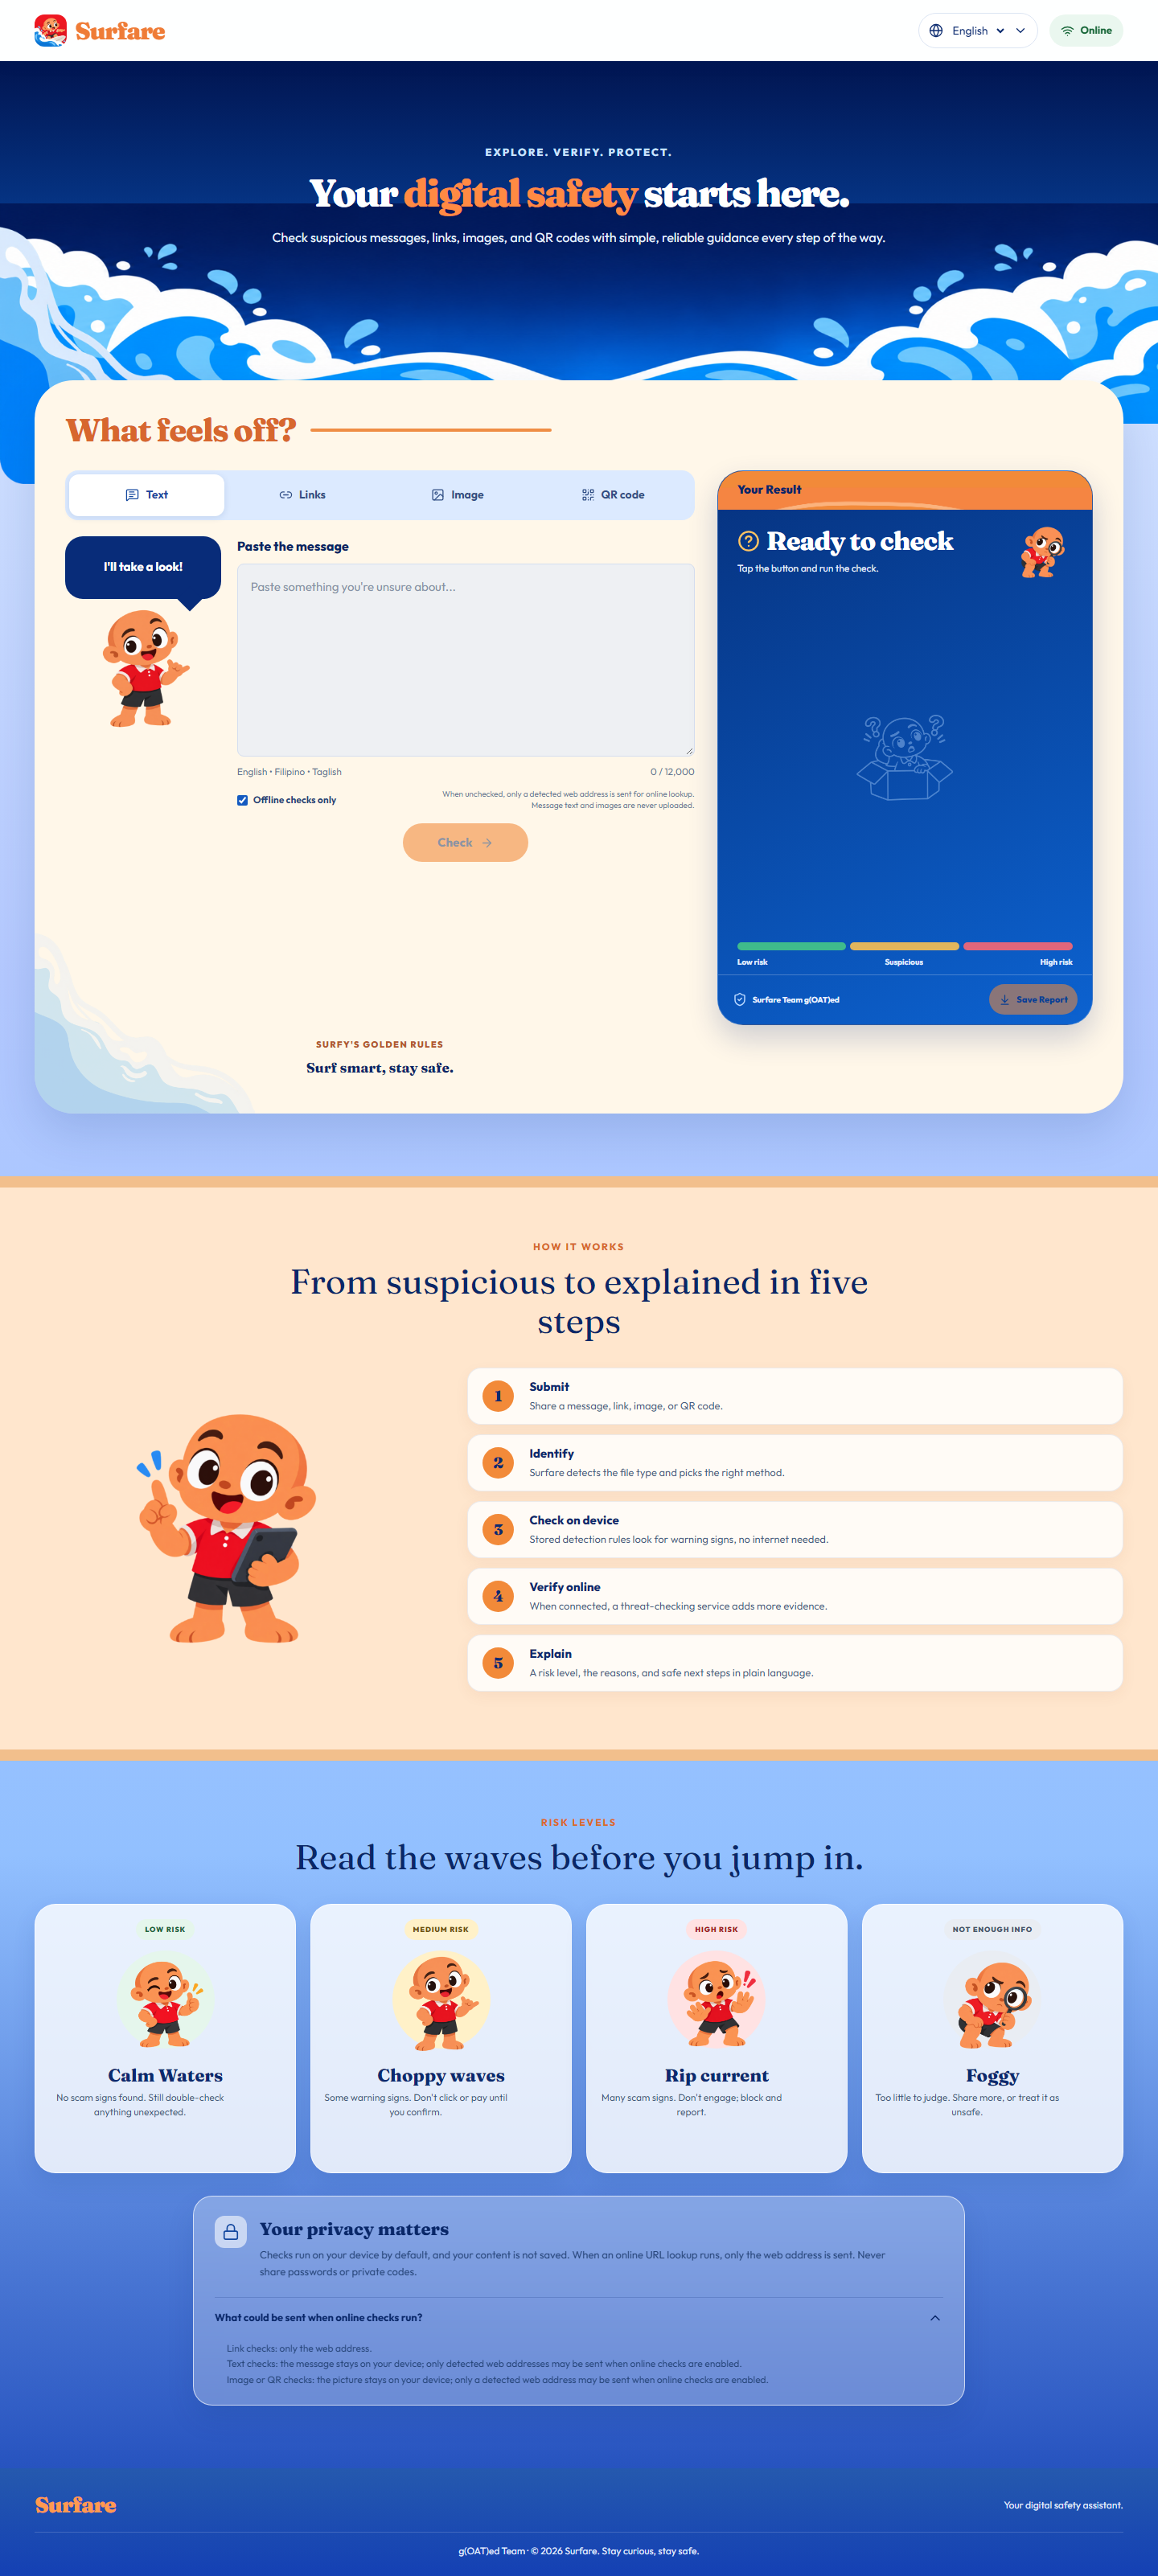 Surfare
English
Online
EXPLORE. VERIFY. PROTECT.
Your digital safety starts here.
Check suspicious messages, links, images, and QR codes with simple, reliable guidance every step of the way.
What feels off?
Text
Links
Image
QR code
I'll take a look!
Paste the message
Paste something you're unsure about...
English • Filipino • Taglish
0 / 12,000
Offline checks only
When unchecked, only a detected web address is sent for online lookup.
Message text and images are never uploaded.
Check
SURFY'S GOLDEN RULES
Surf smart, stay safe.
Your Result
Ready to check
Tap the button and run the check.
Low risk
Suspicious
High risk
Surfare Team g(OAT)ed
Save Report
HOW IT WORKS
From suspicious to explained in five
steps
1
Submit
Share a message, link, image, or QR code.
2
Identify
Surfare detects the file type and picks the right method.
3
Check on device
Stored detection rules look for warning signs, no internet needed.
4
Verify online
When connected, a threat-checking service adds more evidence.
5
Explain
A risk level, the reasons, and safe next steps in plain language.
RISK LEVELS
Read the waves before you jump in.
LOW RISK
Calm Waters
No scam signs found. Still double-check
anything unexpected.
MEDIUM RISK
Choppy waves
Some warning signs. Don't click or pay until
you confirm.
HIGH RISK
Rip current
Many scam signs. Don't engage; block and
report.
NOT ENOUGH INFO
Foggy
Too little to judge. Share more, or treat it as
unsafe.
Your privacy matters
Checks run on your device by default, and your content is not saved. When an online URL lookup runs, only the web address is sent. Never
share passwords or private codes.
What could be sent when online checks run?
Link checks: only the web address.
Text checks: the message stays on your device; only detected web addresses may be sent when online checks are enabled.
Image or QR checks: the picture stays on your device; only a detected web address may be sent when online checks are enabled.
Surfare
Your digital safety assistant.
g(OAT)ed Team · © 2026 Surfare. Stay curious, stay safe.